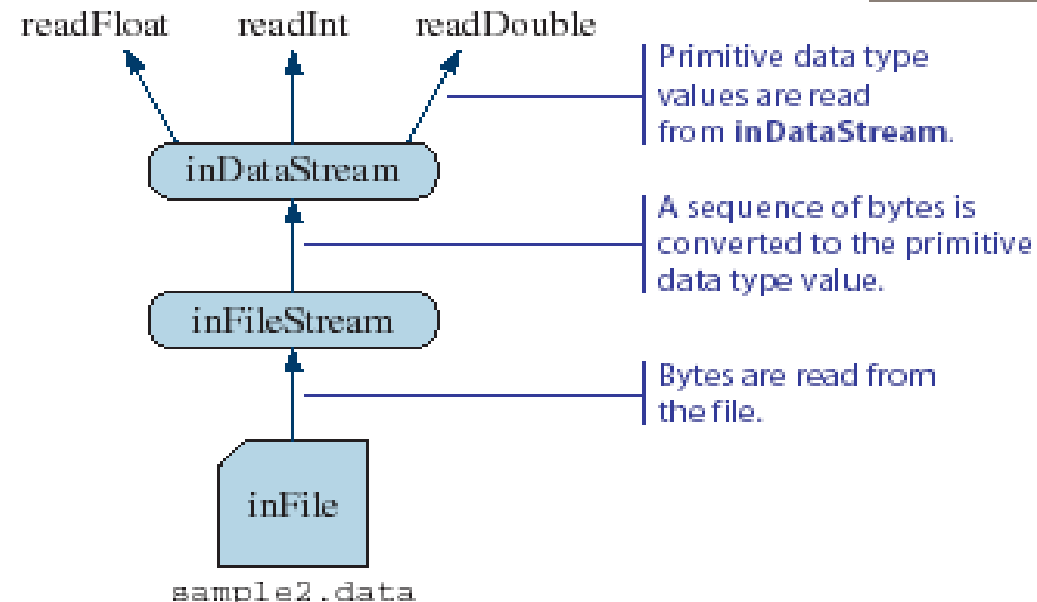 readFloat readInt readDouble
Primitive data type
values are read
from inDataStream.
inDataStream
A sequence of bytes is
converted to the primitive
data type value.
inFileStream
Bytes are read from
the file.
inFile
sample2.data